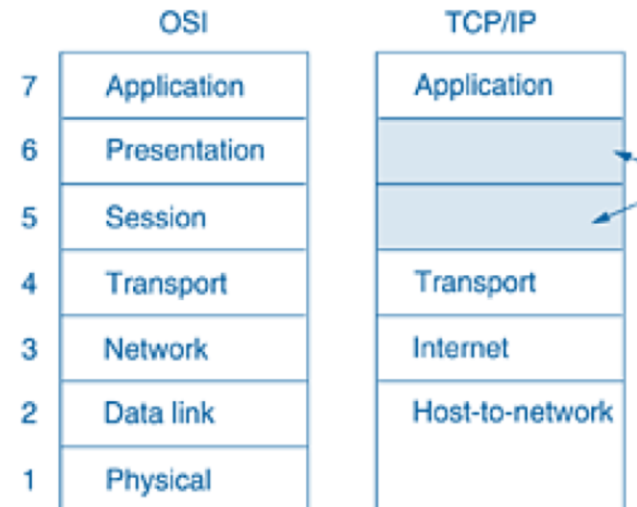 OSI TCP/IP
7 Application Application
6 Presentation
5 Session
4 Transport Transport
3 Network Internet
2 Data link Host-to-network
1 Physical